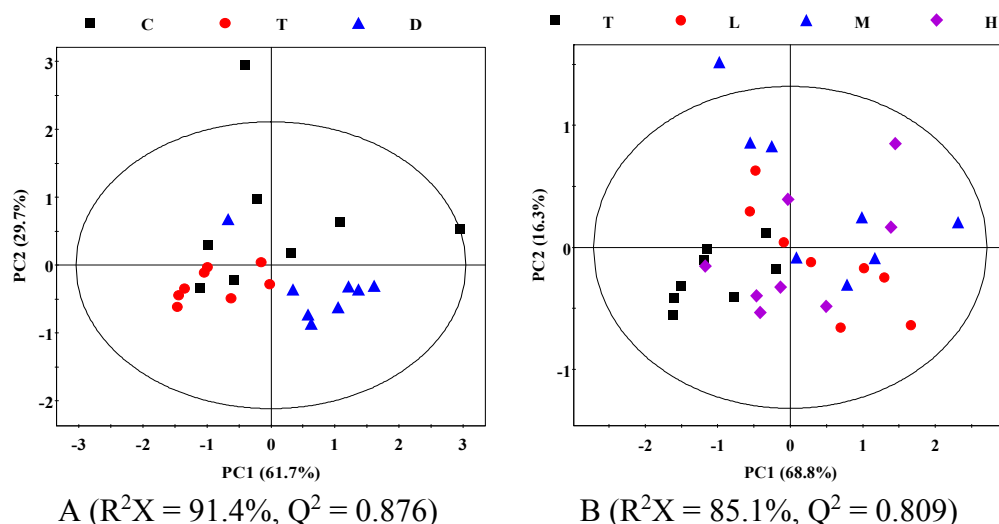 C T D
3
2
1
0
-1
-2
PC2 (29.7%)
-3 -2 -1 0 1 2 3
PC1 (61.7%)
A (R²X = 91.4%, Q² = 0.876)
T L M H
1
0
-1
PC2 (16.3%)
-2 -1 0 1 2
PC1 (68.8%)
B (R²X = 85.1%, Q² = 0.809)